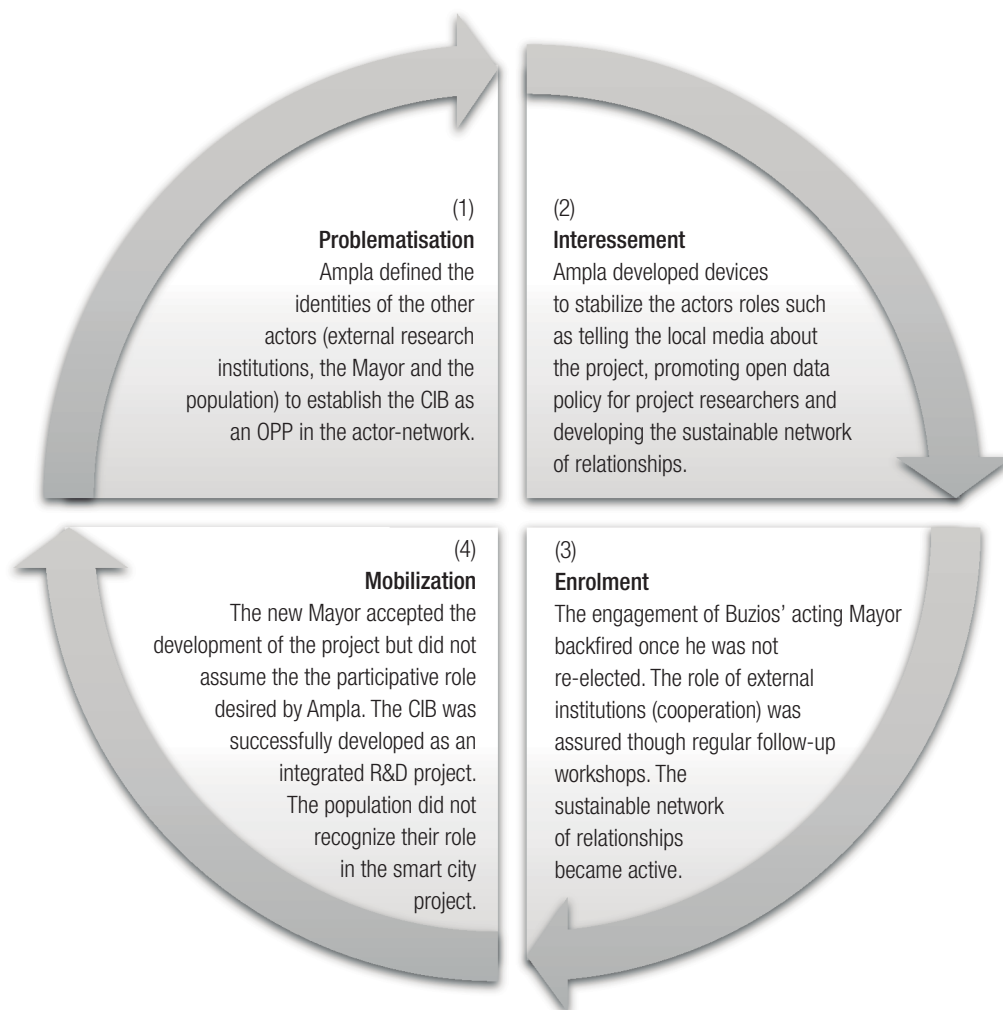 (1)
Problematisation
Ampla defined the
identities of the other
actors (external research
institutions, the Mayor and the
population) to establish the CIB as
an OPP in the actor-network.
(2)
Interessement
Ampla developed devices
to stabilize the actors roles such
as telling the local media about
the project, promoting open data
policy for project researchers and
developing the sustainable network
of relationships.
(4)
Mobilization
The new Mayor accepted the
development of the project but did not
assume the the participative role
desired by Ampla. The CIB was
successfully developed as an
integrated R&D project.
The population did not
recognize their role
in the smart city
project.
(3)
Enrolment
The engagement of Buzios’ acting Mayor
backfired once he was not
re-elected. The role of external
institutions (cooperation) was
assured though regular follow-up
workshops. The
sustainable network
of relationships
became active.